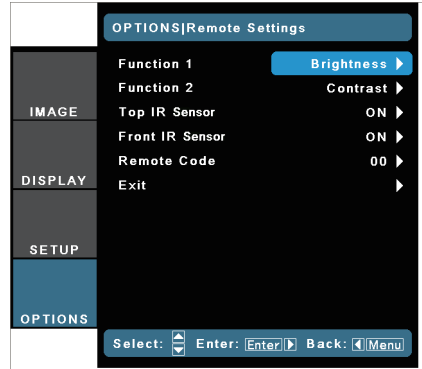 OPTIONS|Remote Settings
Function 1 Brightness
Function 2 Contrast
IMAGE Top IR Sensor ON
Front IR Sensor ON
Remote Code 00
DISPLAY Exit
SETUP
OPTIONS
Select: Enter: Enter Back: Menu